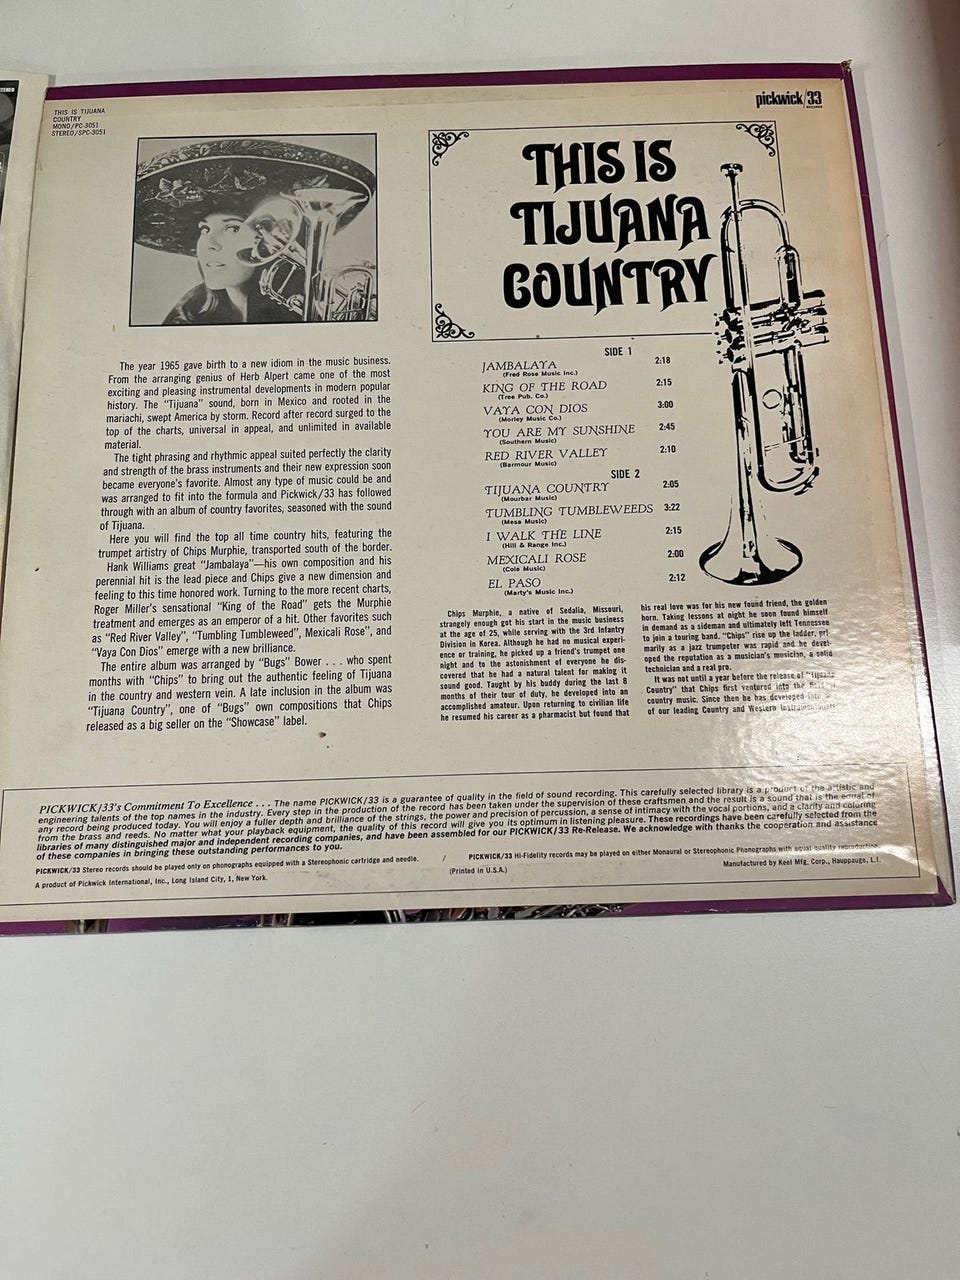 THIS IS TIJUANA
COUNTRY
MONO/PC-3051
STEREO/SPC-3051
pickwick/33
RECORDS
THIS IS
TIJUANA
COUNTRY
The year 1965 gave birth to a new idiom in the music business.
From the arranging genius of Herb Alpert came one of the most
exciting and pleasing instrumental developments in modern popular
history. The "Tijuana" sound, born in Mexico and rooted in the
mariachi, swept America by storm. Record after record surged to the
top of the charts, universal in appeal, and unlimited in available
material.
The tight phrasing and rhythmic appeal suited perfectly the clarity
and strength of the brass instruments and their new expression soon
became everyone's favorite. Almost any type of music could be and
was arranged to fit into the formula and Pickwick/33 has followed
through with an album of country favorites, seasoned with the sound
of Tijuana.
Here you will find the top all time country hits, featuring the
trumpet artistry of Chips Murphie, transported south of the border.
Hank Williams great "Jambalaya"—his own composition and his
perennial hit is the lead piece and Chips give a new dimension and
feeling to this time honored work. Turning to the more recent charts,
Roger Miller's sensational "King of the Road" gets the Murphie
treatment and emerges as an emperor of a hit. Other favorites such
as "Red River Valley", "Tumbling Tumbleweed", Mexicali Rose", and
"Vaya Con Dios" emerge with a new brilliance.
The entire album was arranged by "Bugs" Bower . . . who spent
months with "Chips" to bring out the authentic feeling of Tijuana
in the country and western vein. A late inclusion in the album was
"Tijuana Country", one of "Bugs" own compositions that Chips
released as a big seller on the "Showcase" label.
SIDE 1
JAMBALAYA 2:18
(Fred Rose Music Inc.)
KING OF THE ROAD 2:15
(Tree Pub. Co.)
VAYA CON DIOS 3:00
(Morley Music Co.)
YOU ARE MY SUNSHINE 2:45
(Southern Music)
RED RIVER VALLEY 2:10
(Barmour Music)
SIDE 2
TIJUANA COUNTRY 2:05
(Mourbar Music)
TUMBLING TUMBLEWEEDS 3:22
(Mesa Music)
I WALK THE LINE 2:15
(Hill & Range Inc.)
MEXICALI ROSE 2:00
(Cole Music)
EL PASO 2:12
(Marty's Music Inc.)
Chips Murphie, a native of Sedalia, Missouri,
strangely enough got his start in the music business
at the age of 25, while serving with the 3rd Infantry
Division in Korea. Although he had no musical experi-
ence or training, he picked up a friend's trumpet one
night and to the astonishment of everyone he dis-
covered that he had a natural talent for making it
sound good. Taught by his buddy during the last 8
months of their tour of duty, he developed into an
accomplished amateur. Upon returning to civilian life
he resumed his career as a pharmacist but found that
his real love was for his new found friend, the golden
horn. Taking lessons at night he soon found himself
in demand as a sideman and ultimately left Tennessee
to join a touring band. "Chips" rise up the ladder, pri-
marily as a jazz trumpeter was rapid and he devel-
oped the reputation as a musician's musician, a solid
technician and a real pro.
It was not until a year before the release of "Tijuana
Country" that Chips first ventured into the field of
country music. Since then he has developed into
of our leading Country and Western instrumentalists
PICKWICK/33's Commitment To Excellence . . . The name PICKWICK/33 is a guarantee of quality in the field of sound recording. This carefully selected library is a product of the artistic and
engineering talents of the top names in the industry. Every step in the production of the record has been taken under the supervision of these craftsmen and the result is a sound that is the equal of
any record being produced today. You will enjoy a fuller depth and brilliance of the strings, the power and precision of percussion, a sense of intimacy with the vocal portions, and a clarity and coloring
from the brass and reeds. No matter what your playback equipment, the quality of this record will give you its optimum in listening pleasure. These recordings have been carefully selected from the
libraries of many distinguished major and independent recording companies, and have been assembled for our PICKWICK/33 Re-Release. We acknowledge with thanks the cooperation and assistance
of these companies in bringing these outstanding performances to you.
PICKWICK/33 Stereo records should be played only on phonographs equipped with a Stereophonic cartridge and needle. / PICKWICK/33 Hi-Fidelity records may be played on either Monaural or Stereophonic Phonographs with equal quality reproduction.
A product of Pickwick International, Inc., Long Island City, 1, New York. (Printed in U.S.A.) Manufactured by Keel Mfg. Corp., Hauppauge, L.I.